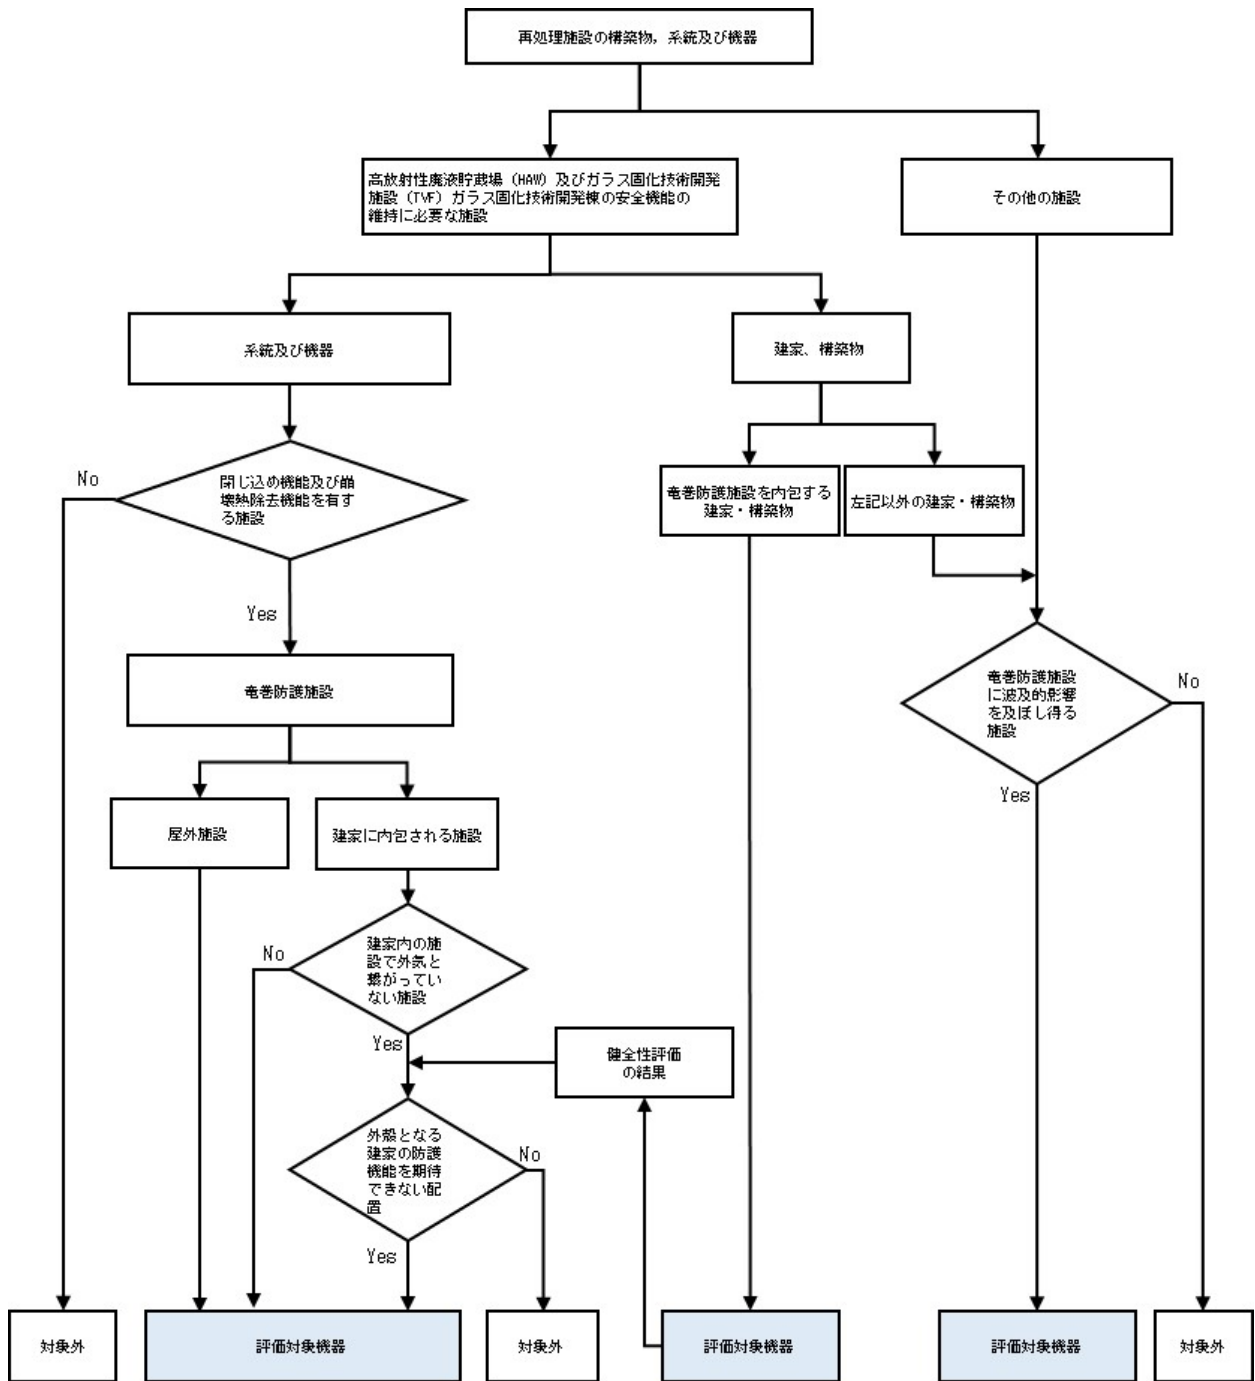 再処理施設の構築物，系統及び機器
高放射性廃液貯蔵場（HAW）及びガラス固化技術開発
施設（TVF）ガラス固化技術開発棟の安全機能の
維持に必要な施設
その他の施設
系統及び機器
建家、構築物
No
閉じ込め機能及び崩
壊熱除去機能を有す
る施設
竜巻防護施設を内包する
建家・構築物
左記以外の建家・構築物
Yes
竜巻防護施設
竜巻防護施設
に波及的影響
を及ぼし得る
施設
No
Yes
屋外施設
建家に内包される施設
No
建家内の施
設で外気と
繋がってい
ない施設
Yes
健全性評価
の結果
外殻となる
建家の防護
機能を期待
できない配
置
No
Yes
対象外
評価対象機器
対象外
評価対象機器
評価対象機器
対象外